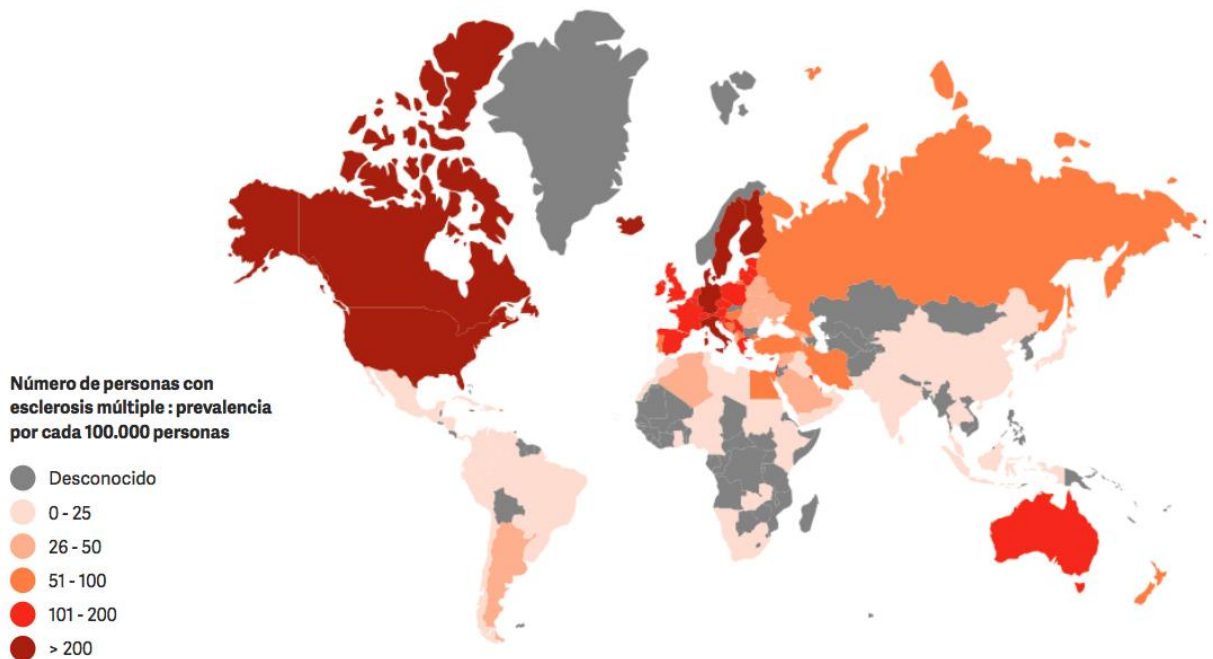 Número de personas con
esclerosis múltiple : prevalencia
por cada 100.000 personas
Desconocido
0 - 25
26 - 50
51 - 100
101 - 200
> 200